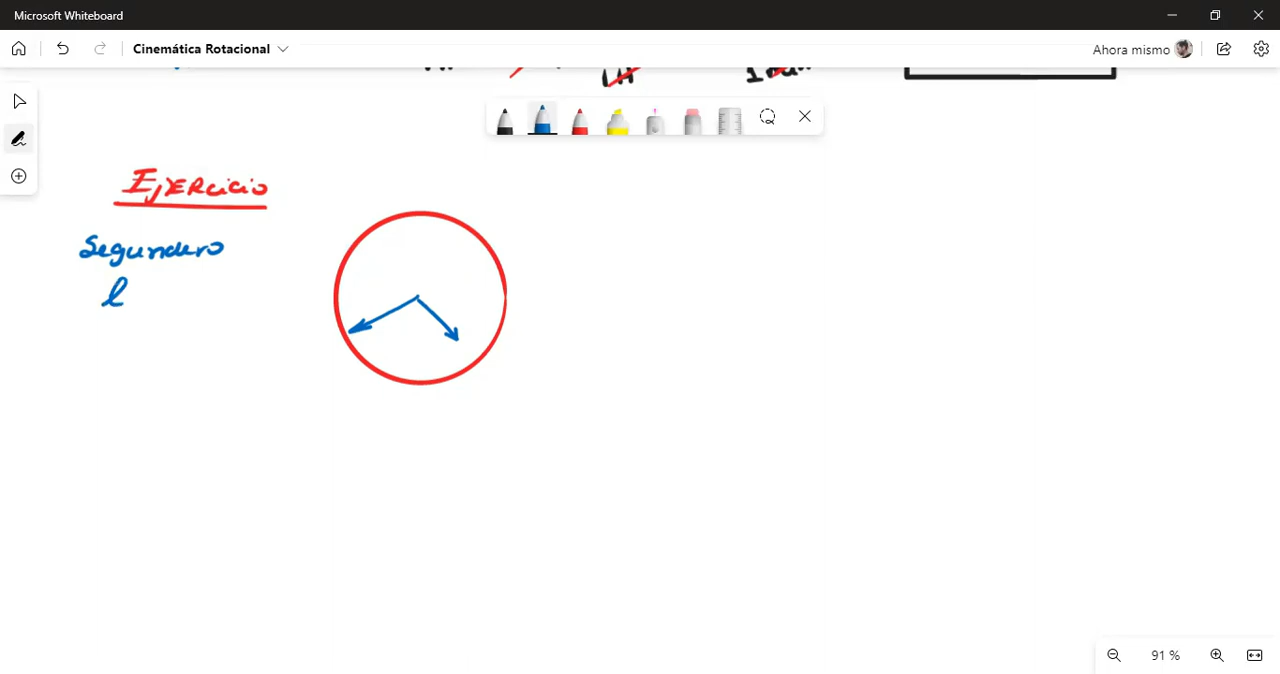 Microsoft Whiteboard
Cinemática Rotacional
Ahora mismo
Ejercicio
Segundero
l
91 %